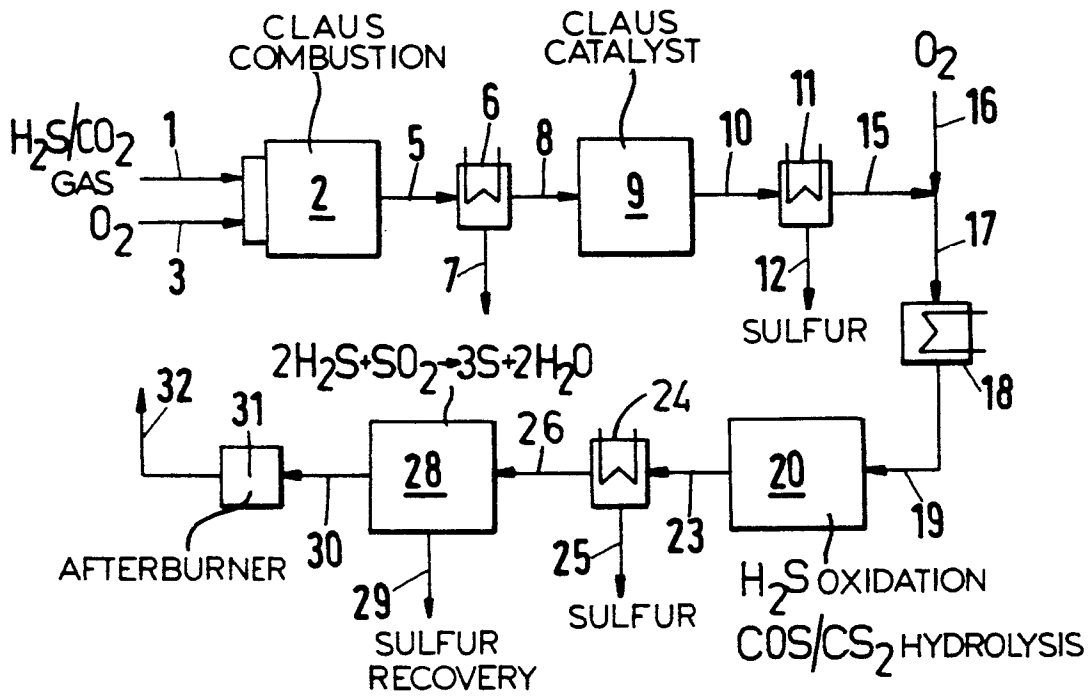 CLAUS
COMBUSTION
CLAUS
CATALYST
O₂
H₂S/CO₂
GAS
1
O₂
3
2
5
6
7
8
9
10
11
12
SULFUR
15
16
17
18
2H₂S+SO₂→3S+2H₂O
32
31
AFTERBURNER
30
28
29
SULFUR
RECOVERY
26
24
25
SULFUR
23
20
19
H₂S OXIDATION
COS/CS₂ HYDROLYSIS